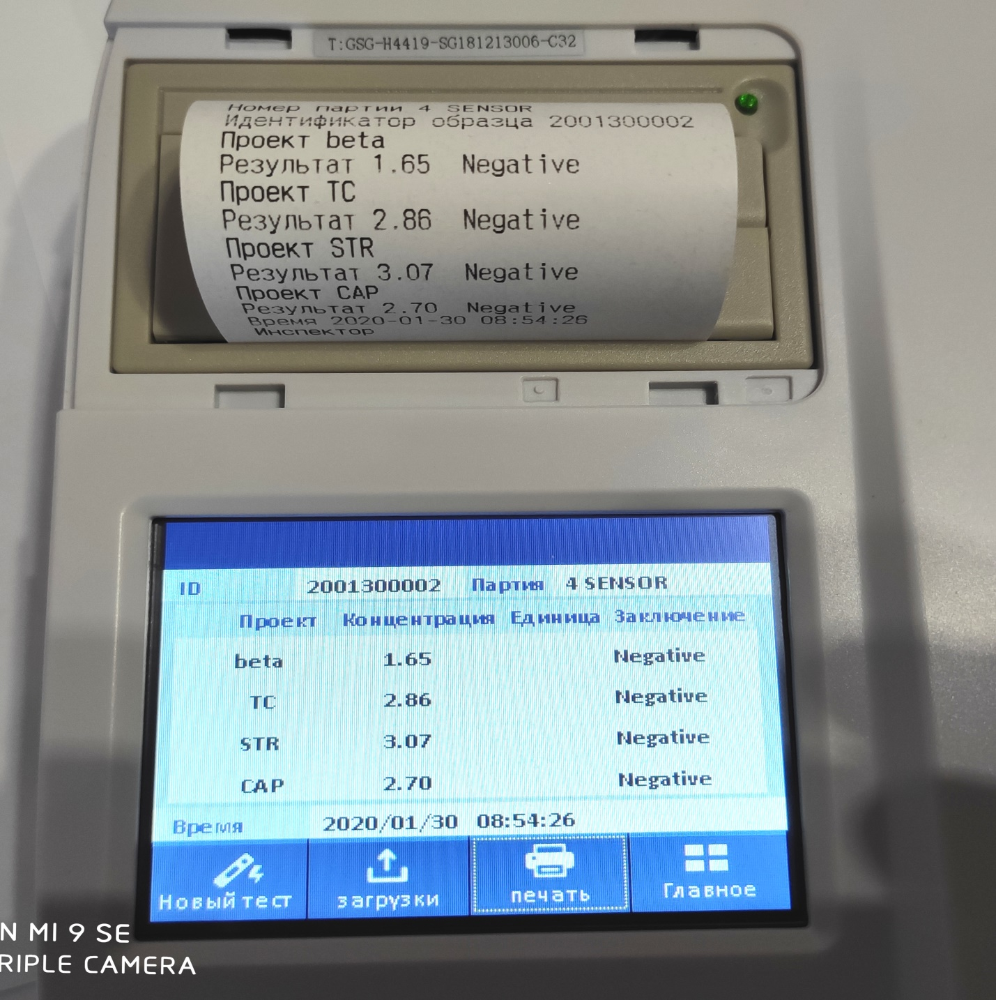 T:GSG-H4419-SG181213006-C32
Номер партии 4 SENSOR
Идентификатор образца 2001300002
Проект beta
Результат 1.65 Negative
Проект TC
Результат 2.86 Negative
Проект STR
Результат 3.07 Negative
Проект CAP
Результат 2.70 Negative
Время 2020-01-30 08:54:26
Инспектор
ID 2001300002 Партия 4 SENSOR
Проект Концентрация Единица Заключение
beta 1.65 Negative
TC 2.86 Negative
STR 3.07 Negative
CAP 2.70 Negative
Время 2020/01/30 08:54:26
Новый тест загрузки печать Главное
N MI 9 SE
RIPLE CAMERA